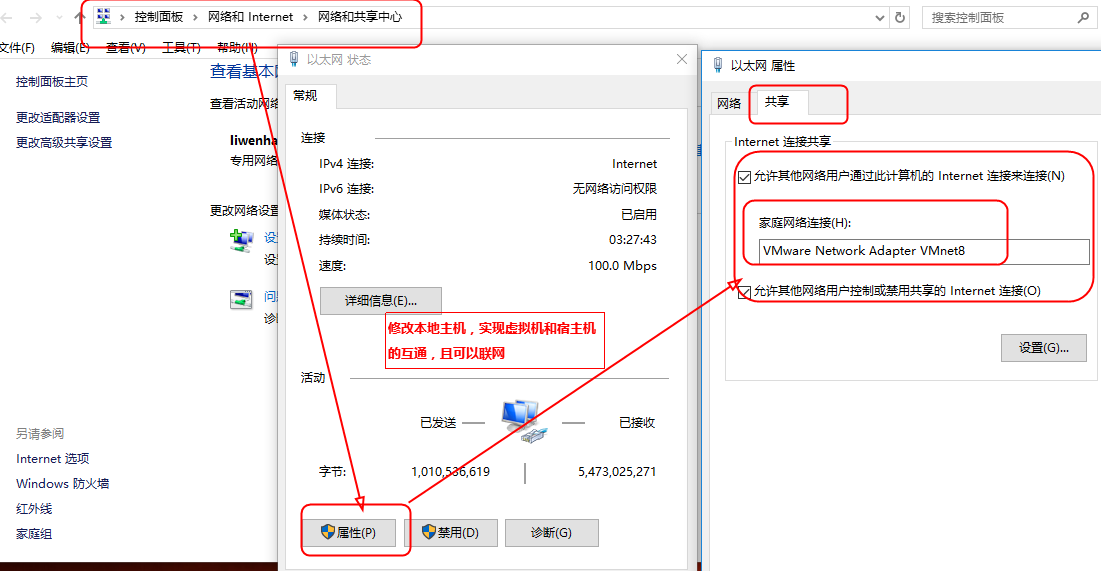 控制面板 › 网络和 Internet › 网络和共享中心
搜索控制面板
文件(F) 编辑(E) 查看(V) 工具(T) 帮助(H)
控制面板主页
更改适配器设置
更改高级共享设置
另请参阅
Internet 选项
Windows 防火墙
红外线
家庭组
查看基本
查看活动网络
liwenha
专用网络
更改网络设置
设
设
问
诊
以太网 状态
常规
连接
IPv4 连接: Internet
IPv6 连接: 无网络访问权限
媒体状态: 已启用
持续时间: 03:27:43
速度: 100.0 Mbps
详细信息(E)...
修改本地主机，实现虚拟机和宿主机
的互通，且可以联网
活动
已发送 已接收
字节: 1,010,536,619 5,473,025,271
属性(P) 禁用(D) 诊断(G)
以太网 属性
网络 共享
Internet 连接共享
允许其他网络用户通过此计算机的 Internet 连接来连接(N)
家庭网络连接(H):
VMware Network Adapter VMnet8
允许其他网络用户控制或禁用共享的 Internet 连接(O)
设置(G)...